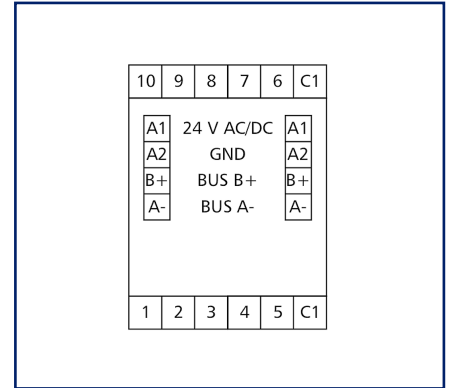 10 9 8 7 6 C1
A1 24 V AC/DC A1
A2 GND A2
B+ BUS B+ B+
A- BUS A- A-
1 2 3 4 5 C1